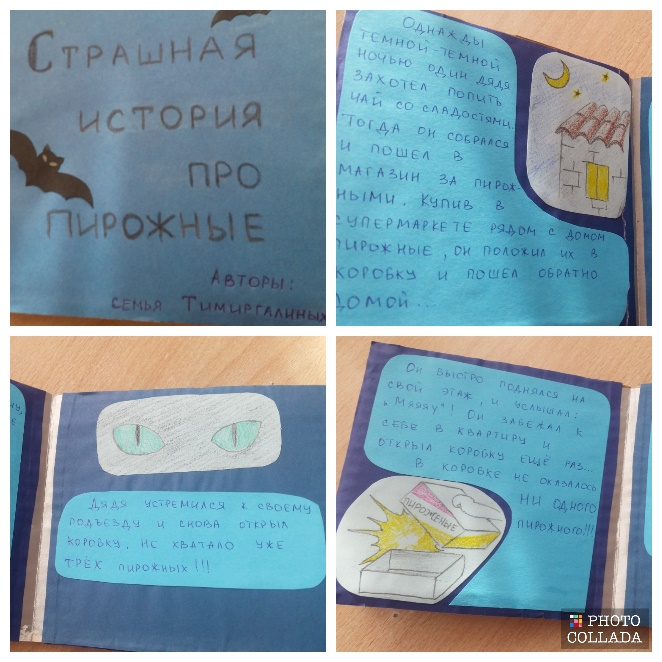 Страшная
история
про
пирожные
Авторы:
семья Тимиргалиных
Однажды
темной-темной
ночью один дядя
захотел попить
чай со сладостями.
Тогда он собрался
и пошел в
магазин за пирож-
ными. Купив в
супермаркете рядом с домом
пирожные, он положил их в
коробку и пошел обратно
домой...
Дядя устремился к своему
подъезду и снова открыл
коробку. Не хватало уже
трёх пирожных!!!
Он быстро поднялся на
свой этаж, и услышал:
„Мяяяу"! Он забежал к
себе в квартиру и
открыл коробку ещё раз...
В коробке не оказалось
ни одного
пирожного!!!
Пироженые
PHOTO
COLLADA